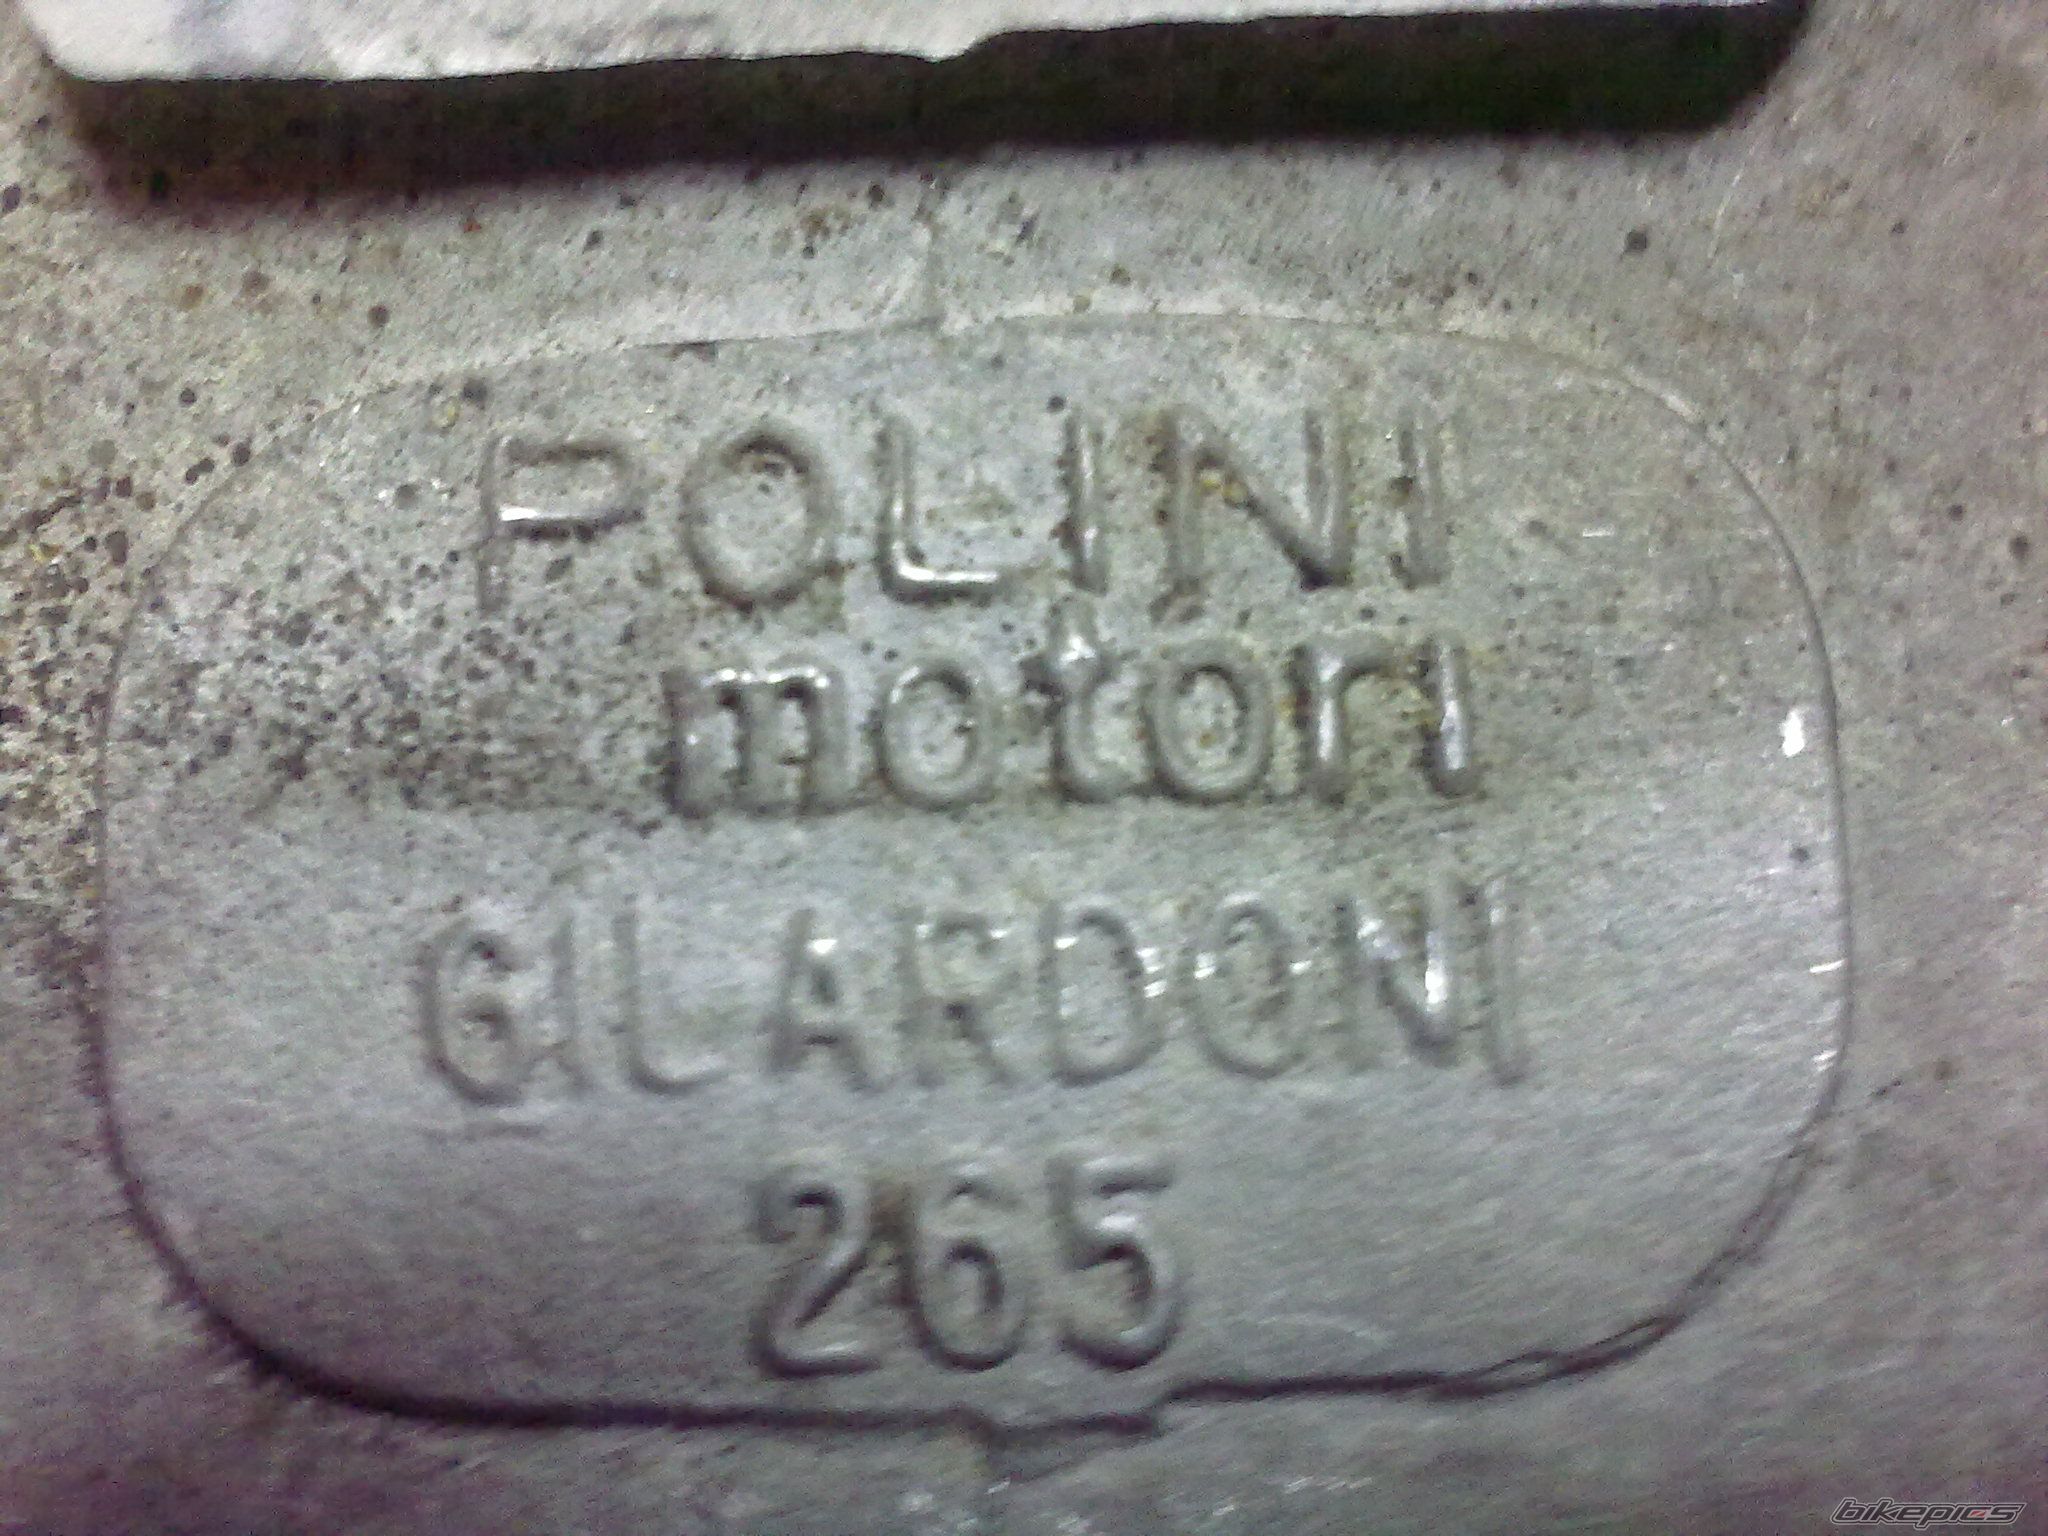 POLINI
motori
GILARDONI
265
bikepics